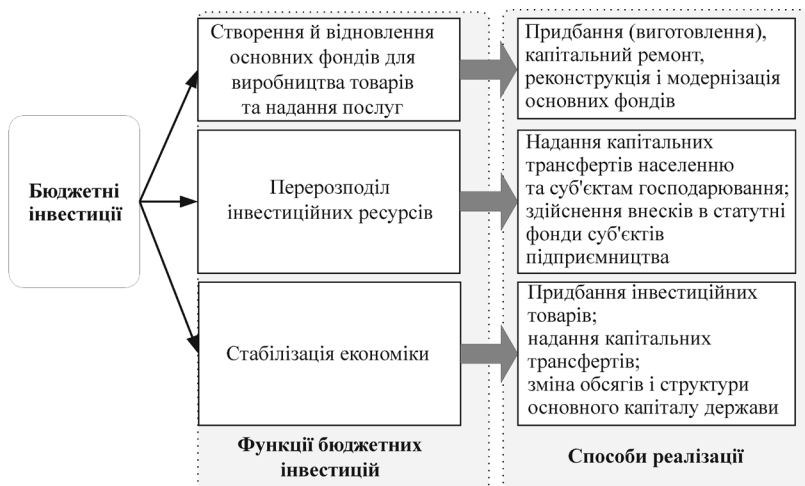 Бюджетні
інвестиції
Створення й відновлення
основних фондів для
виробництва товарів
та надання послуг
Придбання (виготовлення),
капітальний ремонт,
реконструкція і модернізація
основних фондів
Перерозподіл
інвестиційних ресурсів
Надання капітальних
трансфертів населенню
та суб'єктам господарювання;
здійснення внесків в статутні
фонди суб'єктів
підприємництва
Стабілізація економіки
Придбання інвестиційних
товарів;
надання капітальних
трансфертів;
зміна обсягів і структури
основного капіталу держави
Функції бюджетних
інвестицій
Способи реалізації